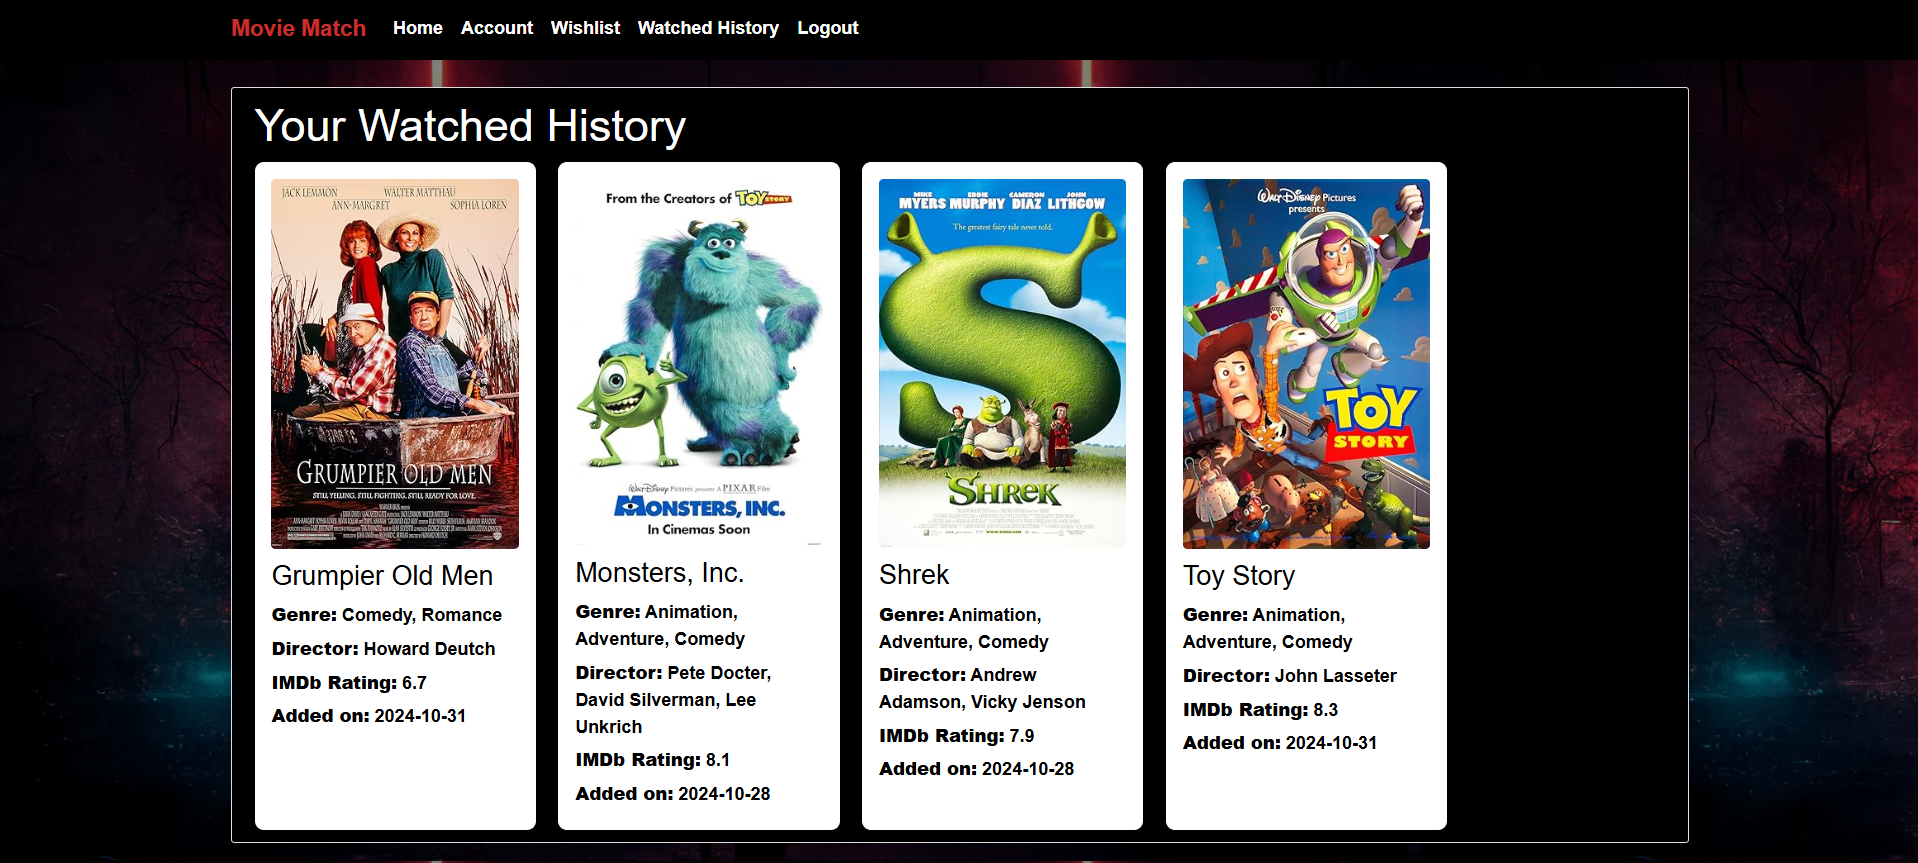 Movie Match Home Account Wishlist Watched History Logout
Your Watched History
JACK LEMMON WALTER MATTHAU
ANN-MARGRET SOPHIA LOREN
GRUMPIER OLD MEN
STILL YELLING. STILL FIGHTING. STILL READY FOR LOVE.
Grumpier Old Men
Genre: Comedy, Romance
Director: Howard Deutch
IMDb Rating: 6.7
Added on: 2024-10-31
From the Creators of TOY STORY
WALT DISNEY Pictures presents A PIXAR Film
MONSTERS, INC.
In Cinemas Soon
Monsters, Inc.
Genre: Animation,
Adventure, Comedy
Director: Pete Docter,
David Silverman, Lee
Unkrich
IMDb Rating: 8.1
Added on: 2024-10-28
MIKE EDDIE CAMERON JOHN
MYERS MURPHY DIAZ LITHGOW
The greatest fairy tale never told.
SHREK
Shrek
Genre: Animation,
Adventure, Comedy
Director: Andrew
Adamson, Vicky Jenson
IMDb Rating: 7.9
Added on: 2024-10-28
WALT DISNEY Pictures
presents
TOY
STORY
Toy Story
Genre: Animation,
Adventure, Comedy
Director: John Lasseter
IMDb Rating: 8.3
Added on: 2024-10-31